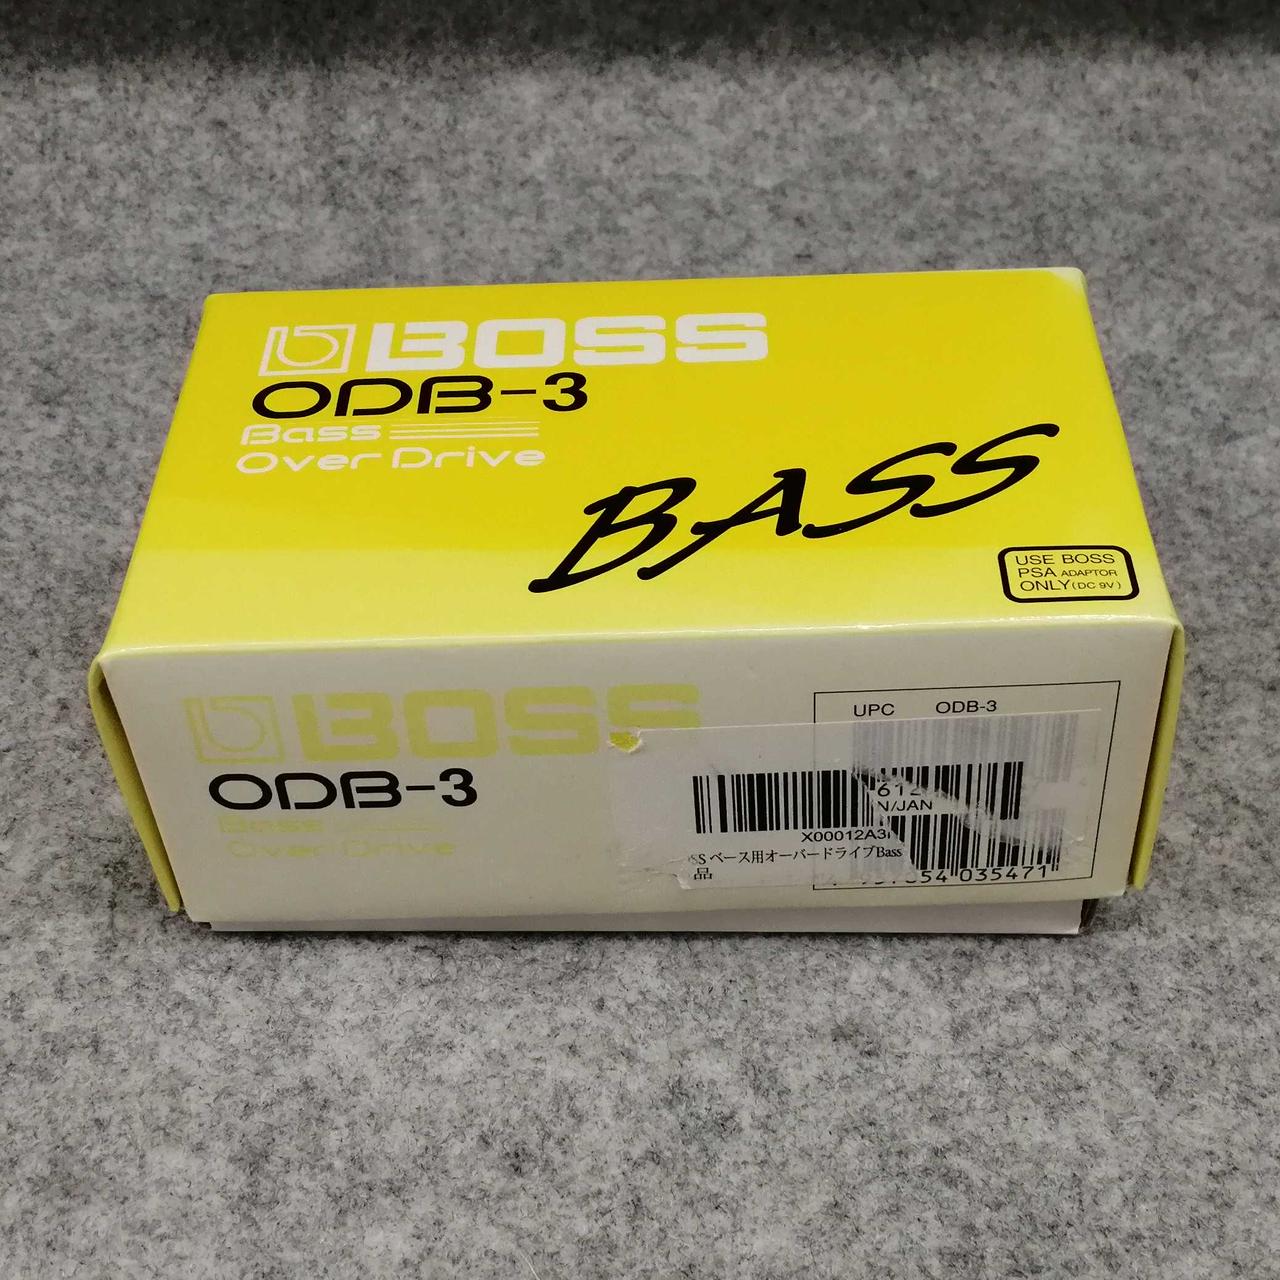 BOSS
ODB-3
Bass
Over Drive
BASS
USE BOSS
PSA ADAPTOR
ONLY (DC 9V)
BOSS
ODB-3
Bass
Over Drive
UPC ODB-3
612
N/JAN
ベース用オーバードライブBass
品
035471